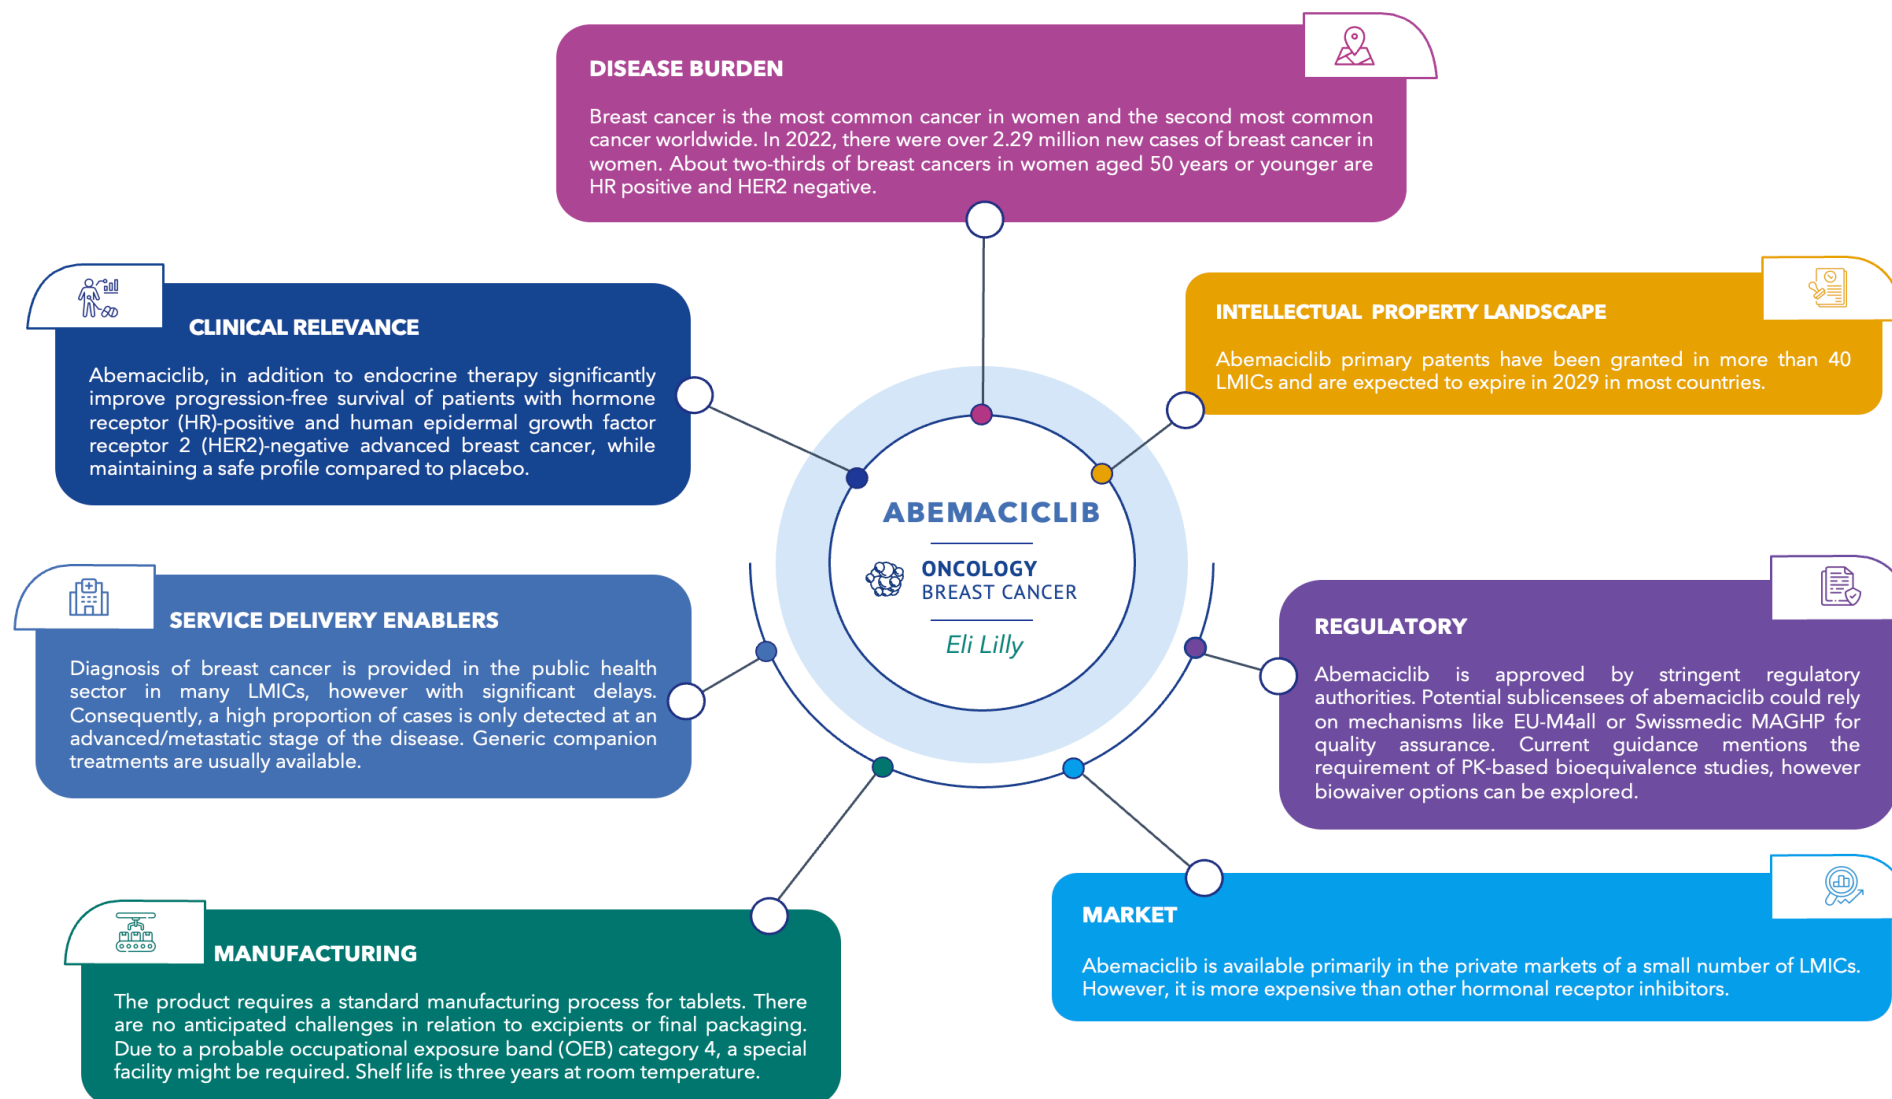 DISEASE BURDEN
Breast cancer is the most common cancer in women and the second most common
cancer worldwide. In 2022, there were over 2.29 million new cases of breast cancer in
women. About two-thirds of breast cancers in women aged 50 years or younger are
HR positive and HER2 negative.
CLINICAL RELEVANCE
Abemaciclib, in addition to endocrine therapy significantly
improve progression-free survival of patients with hormone
receptor (HR)-positive and human epidermal growth factor
receptor 2 (HER2)-negative advanced breast cancer, while
maintaining a safe profile compared to placebo.
INTELLECTUAL PROPERTY LANDSCAPE
Abemaciclib primary patents have been granted in more than 40
LMICs and are expected to expire in 2029 in most countries.
ABEMACICLIB
ONCOLOGY
BREAST CANCER
Eli Lilly
SERVICE DELIVERY ENABLERS
Diagnosis of breast cancer is provided in the public health
sector in many LMICs, however with significant delays.
Consequently, a high proportion of cases is only detected at an
advanced/metastatic stage of the disease. Generic companion
treatments are usually available.
REGULATORY
Abemaciclib is approved by stringent regulatory
authorities. Potential sublicensees of abemaciclib could rely
on mechanisms like EU-M4all or Swissmedic MAGHP for
quality assurance. Current guidance mentions the
requirement of PK-based bioequivalence studies, however
biowaiver options can be explored.
MANUFACTURING
The product requires a standard manufacturing process for tablets. There
are no anticipated challenges in relation to excipients or final packaging.
Due to a probable occupational exposure band (OEB) category 4, a special
facility might be required. Shelf life is three years at room temperature.
MARKET
Abemaciclib is available primarily in the private markets of a small number of LMICs.
However, it is more expensive than other hormonal receptor inhibitors.